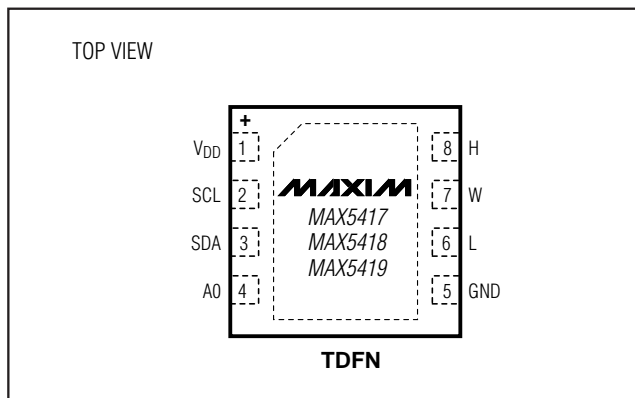 TOP VIEW
+
VDD 1 8 H
SCL 2 MAXIM 7 W
MAX5417
SDA 3 MAX5418 6 L
MAX5419
A0 4 5 GND
TDFN